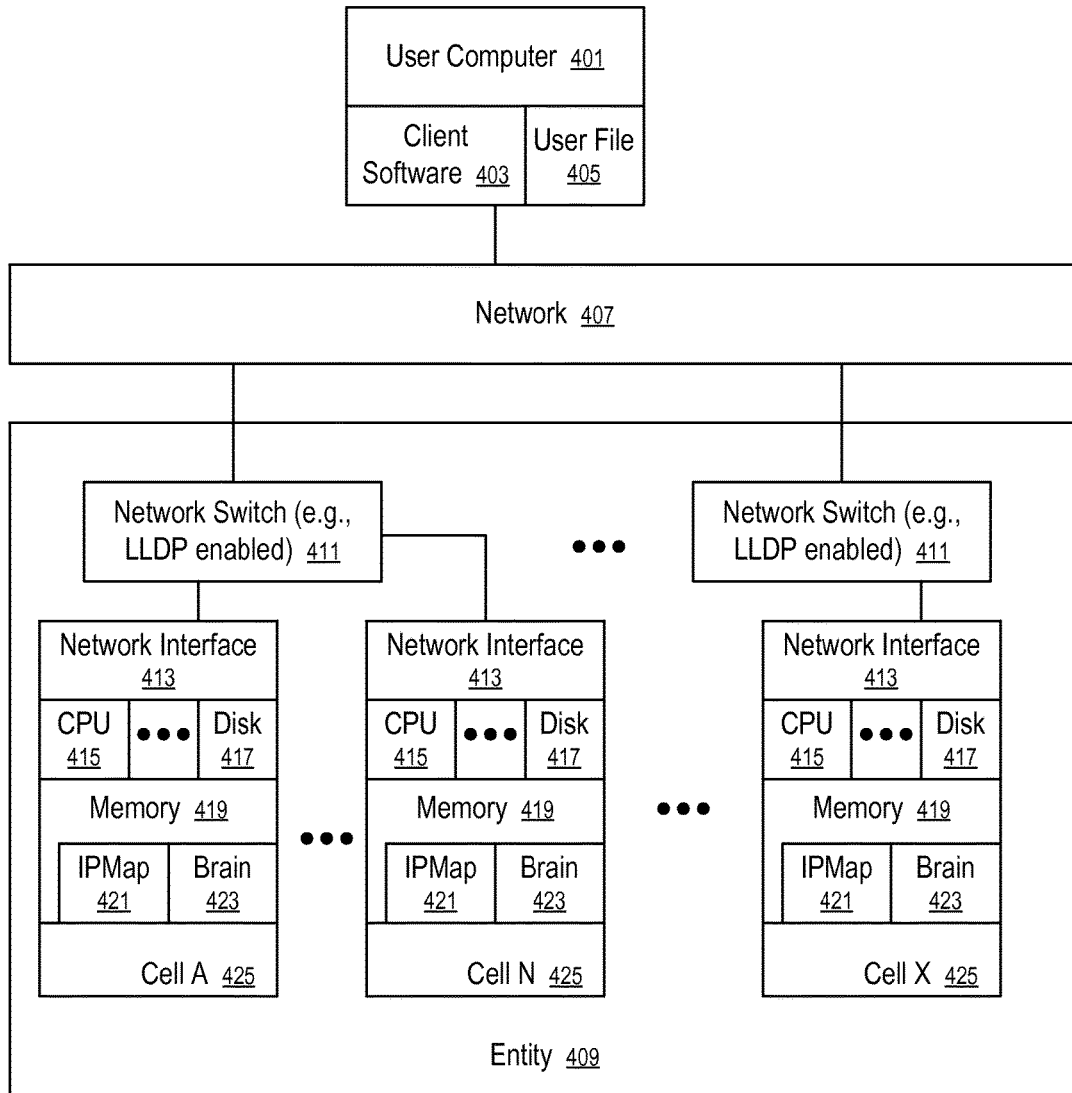 User Computer 401
Client
Software 403
User File
405
Network 407
Network Switch (e.g.,
LLDP enabled) 411
Network Switch (e.g.,
LLDP enabled) 411
Network Interface
413
CPU
415
Disk
417
Memory 419
IPMap
421
Brain
423
Cell A 425
Network Interface
413
CPU
415
Disk
417
Memory 419
IPMap
421
Brain
423
Cell N 425
Network Interface
413
CPU
415
Disk
417
Memory 419
IPMap
421
Brain
423
Cell X 425
Entity 409